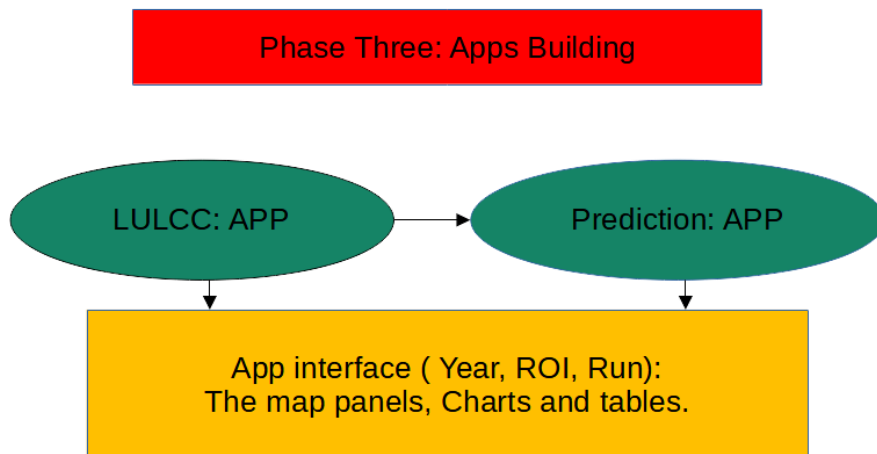 Phase Three: Apps Building
LULCC: APP
Prediction: APP
App interface ( Year, ROI, Run):
The map panels, Charts and tables.